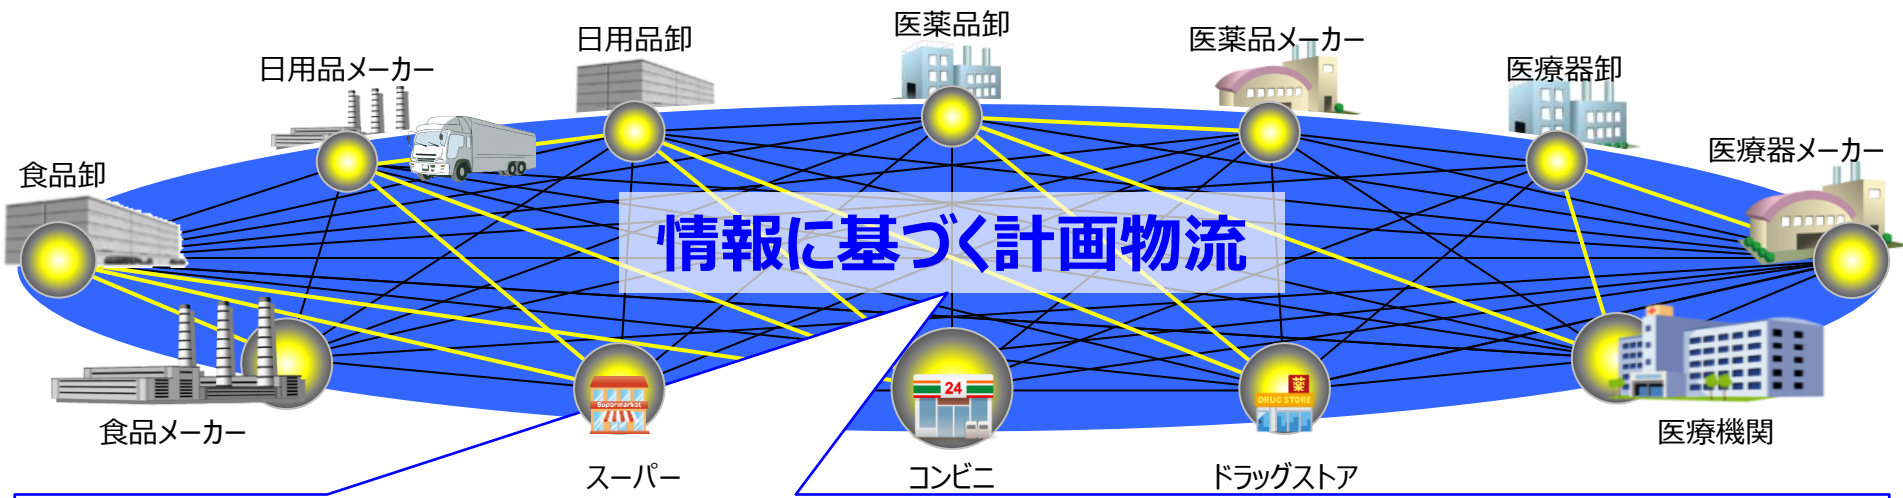 医薬品卸
日用品卸
医薬品メーカー
日用品メーカー
医療器卸
医療器メーカー
食品卸
情報に基づく計画物流
24
薬
DRUG STORE
Supermarket
食品メーカー
医療機関
スーパー
コンビニ
ドラッグストア